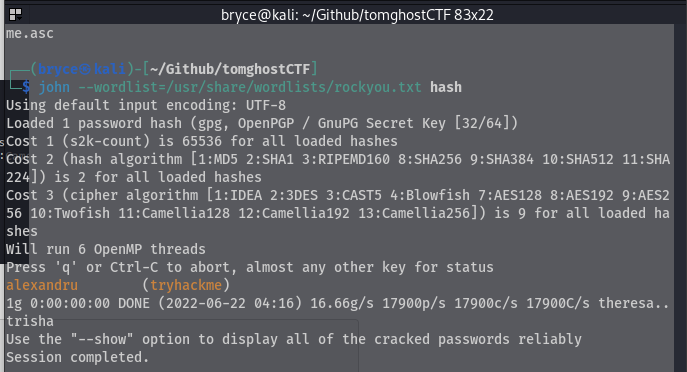 bryce@kali: ~/Github/tomghostCTF 83x22
me.asc
┌──(bryce㉿kali)-[~/Github/tomghostCTF]
└─$ john --wordlist=/usr/share/wordlists/rockyou.txt hash
Using default input encoding: UTF-8
Loaded 1 password hash (gpg, OpenPGP / GnuPG Secret Key [32/64])
Cost 1 (s2k-count) is 65536 for all loaded hashes
Cost 2 (hash algorithm [1:MD5 2:SHA1 3:RIPEMD160 8:SHA256 9:SHA384 10:SHA512 11:SHA
224]) is 2 for all loaded hashes
Cost 3 (cipher algorithm [1:IDEA 2:3DES 3:CAST5 4:Blowfish 7:AES128 8:AES192 9:AES2
56 10:Twofish 11:Camellia128 12:Camellia192 13:Camellia256]) is 9 for all loaded ha
shes
Will run 6 OpenMP threads
Press 'q' or Ctrl-C to abort, almost any other key for status
alexandru        (tryhackme)
1g 0:00:00:00 DONE (2022-06-22 04:16) 16.66g/s 17900p/s 17900c/s 17900C/s theresa..
trisha
Use the "--show" option to display all of the cracked passwords reliably
Session completed.